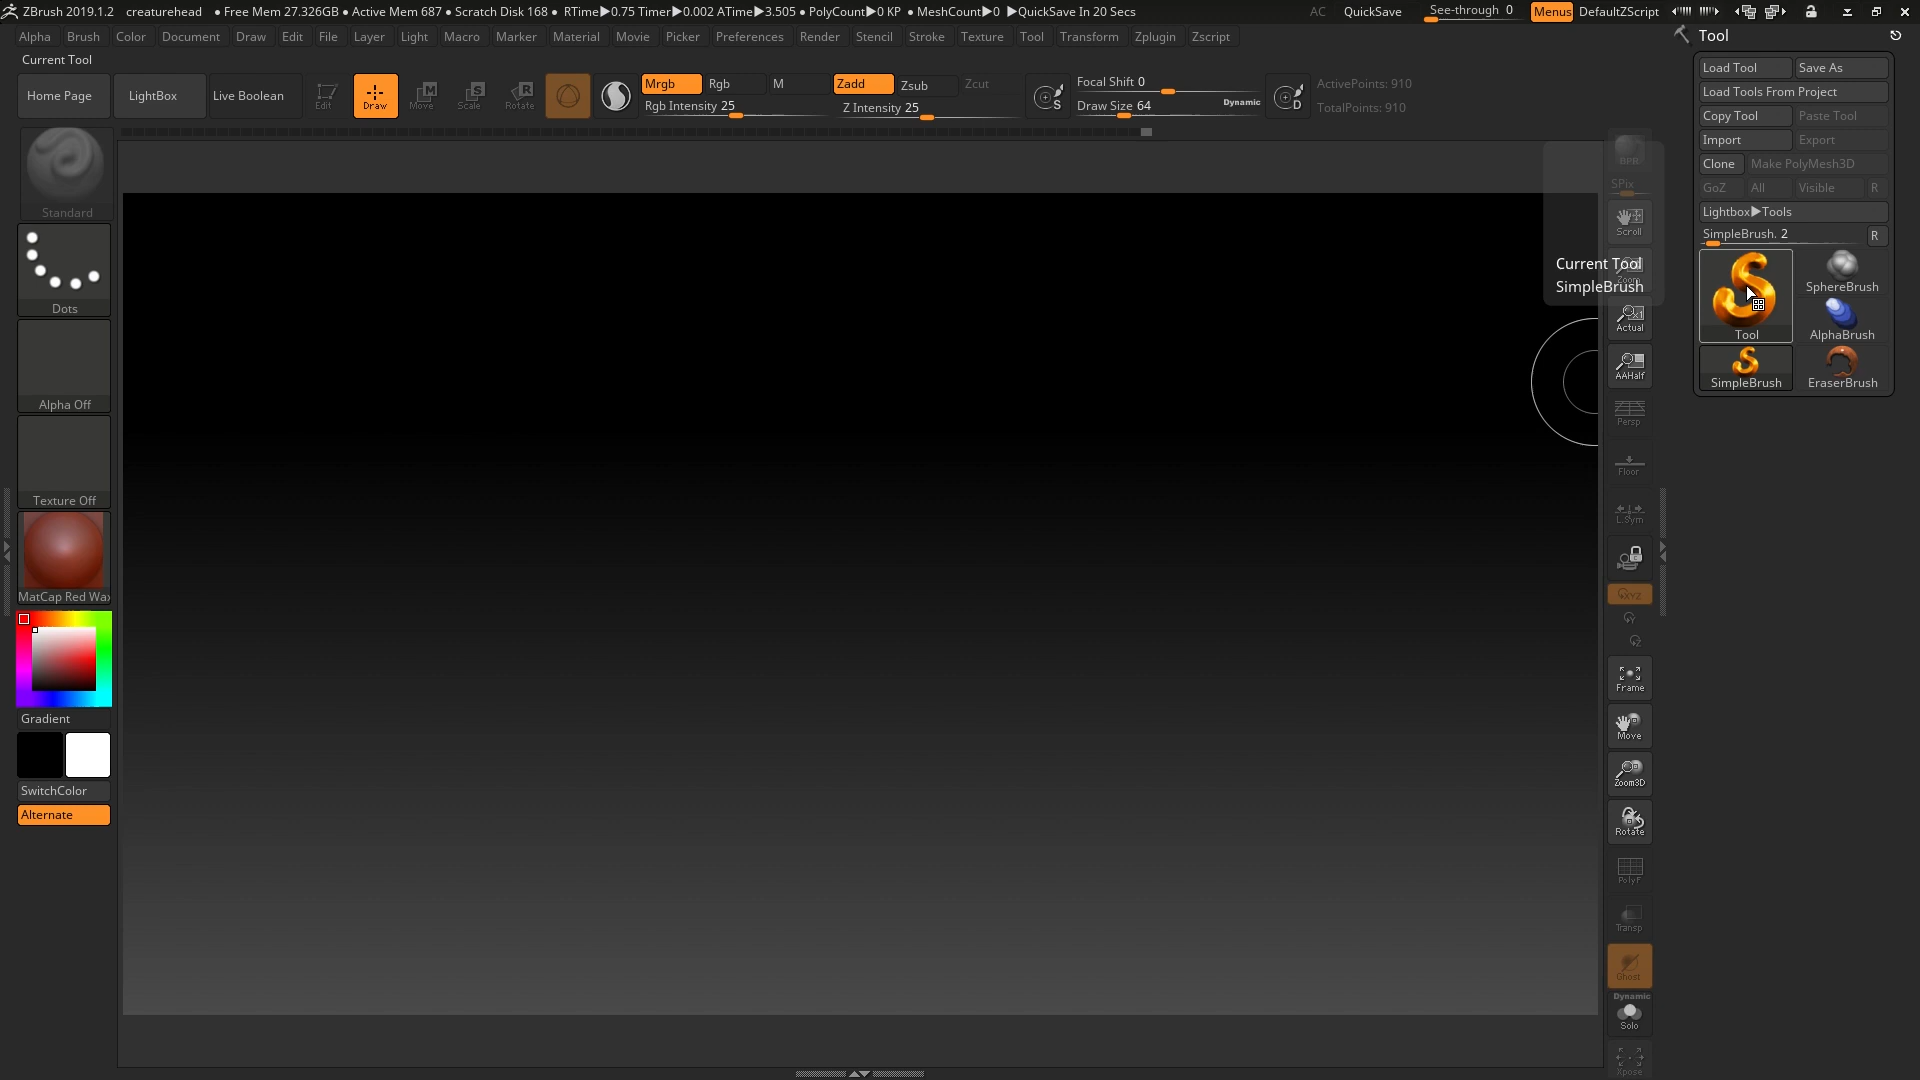 ZBrush 2019.1.2 creaturehead ● Free Mem 27.326GB ● Active Mem 687 ● Scratch Disk 168 ● RTime▶0.75 Timer▶0.002 ATime▶3.505 ● PolyCount▶0 KP ● MeshCount▶0 ▶QuickSave In 20 Secs AC QuickSave See-through 0 Menus DefaultZScript
Alpha Brush Color Document Draw Edit File Layer Light Macro Marker Material Movie Picker Preferences Render Stencil Stroke Texture Tool Transform Zplugin Zscript
Tool
Current Tool
Home Page
LightBox
Live Boolean
Edit
Draw
Move
Scale
Rotate
Mrgb Rgb M
Rgb Intensity 25
Zadd Zsub Zcut
Z Intensity 25
Focal Shift 0
Draw Size 64 Dynamic
ActivePoints: 910
TotalPoints: 910
Standard
Dots
Alpha Off
Texture Off
MatCap Red Wax
Gradient
SwitchColor
Alternate
Current Tool
SimpleBrush
BPR
SPix
Scroll
Zoom
Actual
AAHalf
Persp
Floor
L.Sym
XYZ
Y
Z
Frame
Move
Zoom3D
Rotate
PolyF
Transp
Ghost
Dynamic
Solo
Xpose
Load Tool Save As
Load Tools From Project
Copy Tool Paste Tool
Import Export
Clone Make PolyMesh3D
GoZ All Visible R
Lightbox▶Tools
SimpleBrush. 2 R
SphereBrush
Tool AlphaBrush
SimpleBrush EraserBrush